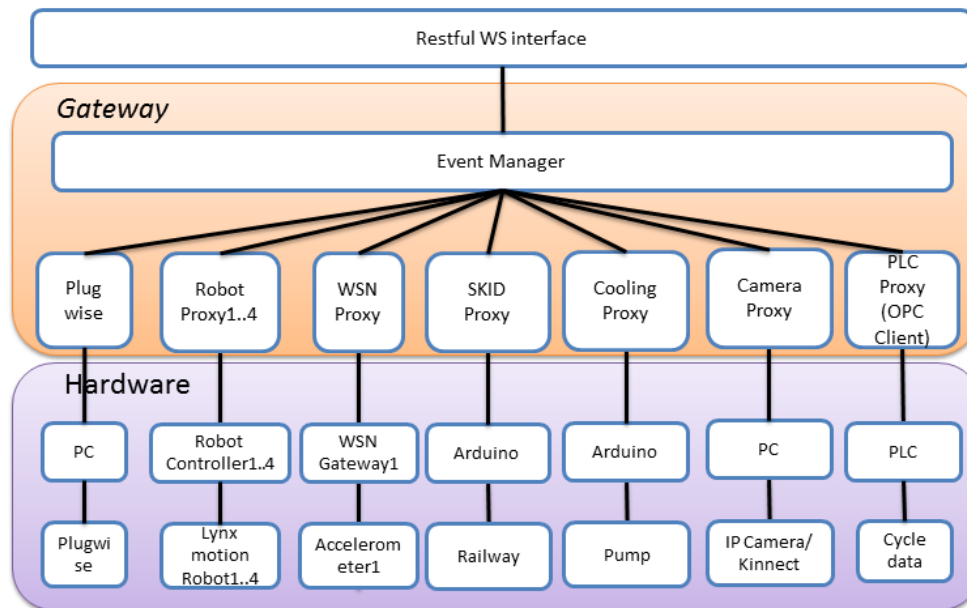 Restful WS interface
Gateway
Event Manager
Plug
wise
Robot
Proxy1..4
WSN
Proxy
SKID
Proxy
Cooling
Proxy
Camera
Proxy
PLC
Proxy
(OPC
Client)
Hardware
PC
Robot
Controller1..4
WSN
Gateway1
Arduino
Arduino
PC
PLC
Plugwi
se
Lynx
motion
Robot1..4
Accelerom
eter1
Railway
Pump
IP Camera/
Kinnect
Cycle
data